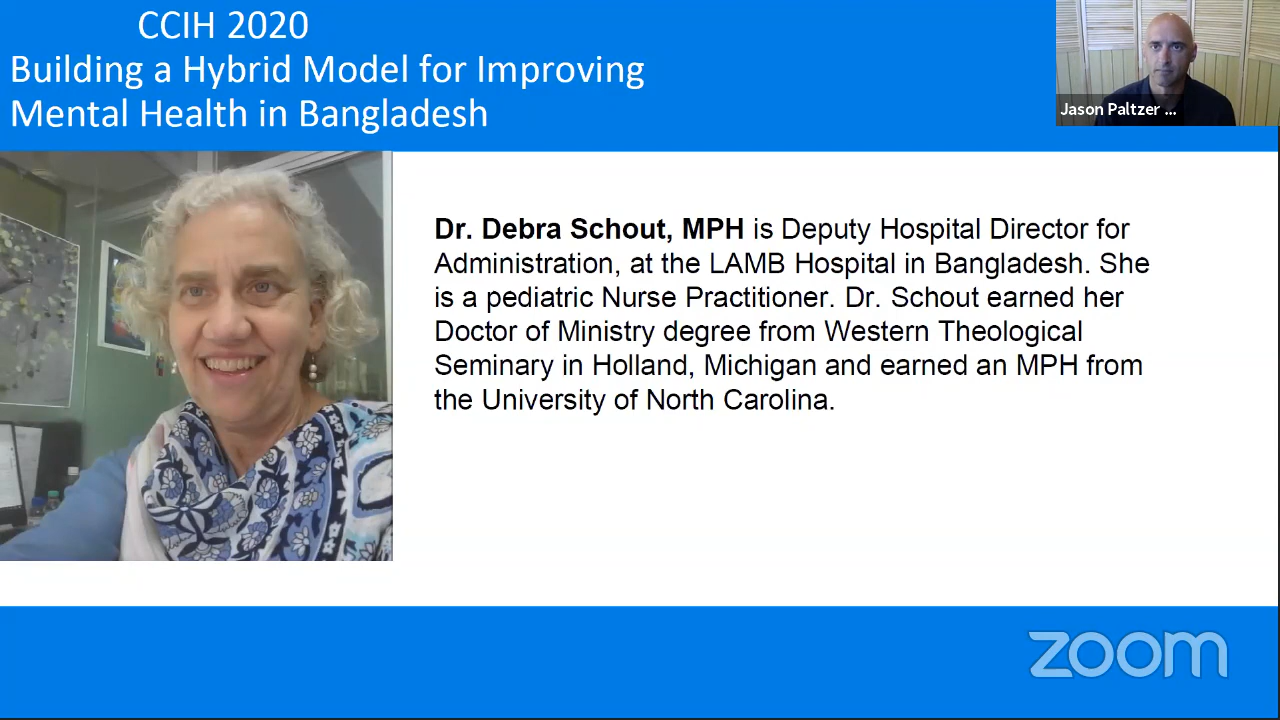 CCIH 2020
Building a Hybrid Model for Improving
Mental Health in Bangladesh
Jason Paltzer ...
Dr. Debra Schout, MPH is Deputy Hospital Director for
Administration, at the LAMB Hospital in Bangladesh. She
is a pediatric Nurse Practitioner. Dr. Schout earned her
Doctor of Ministry degree from Western Theological
Seminary in Holland, Michigan and earned an MPH from
the University of North Carolina.
zoom